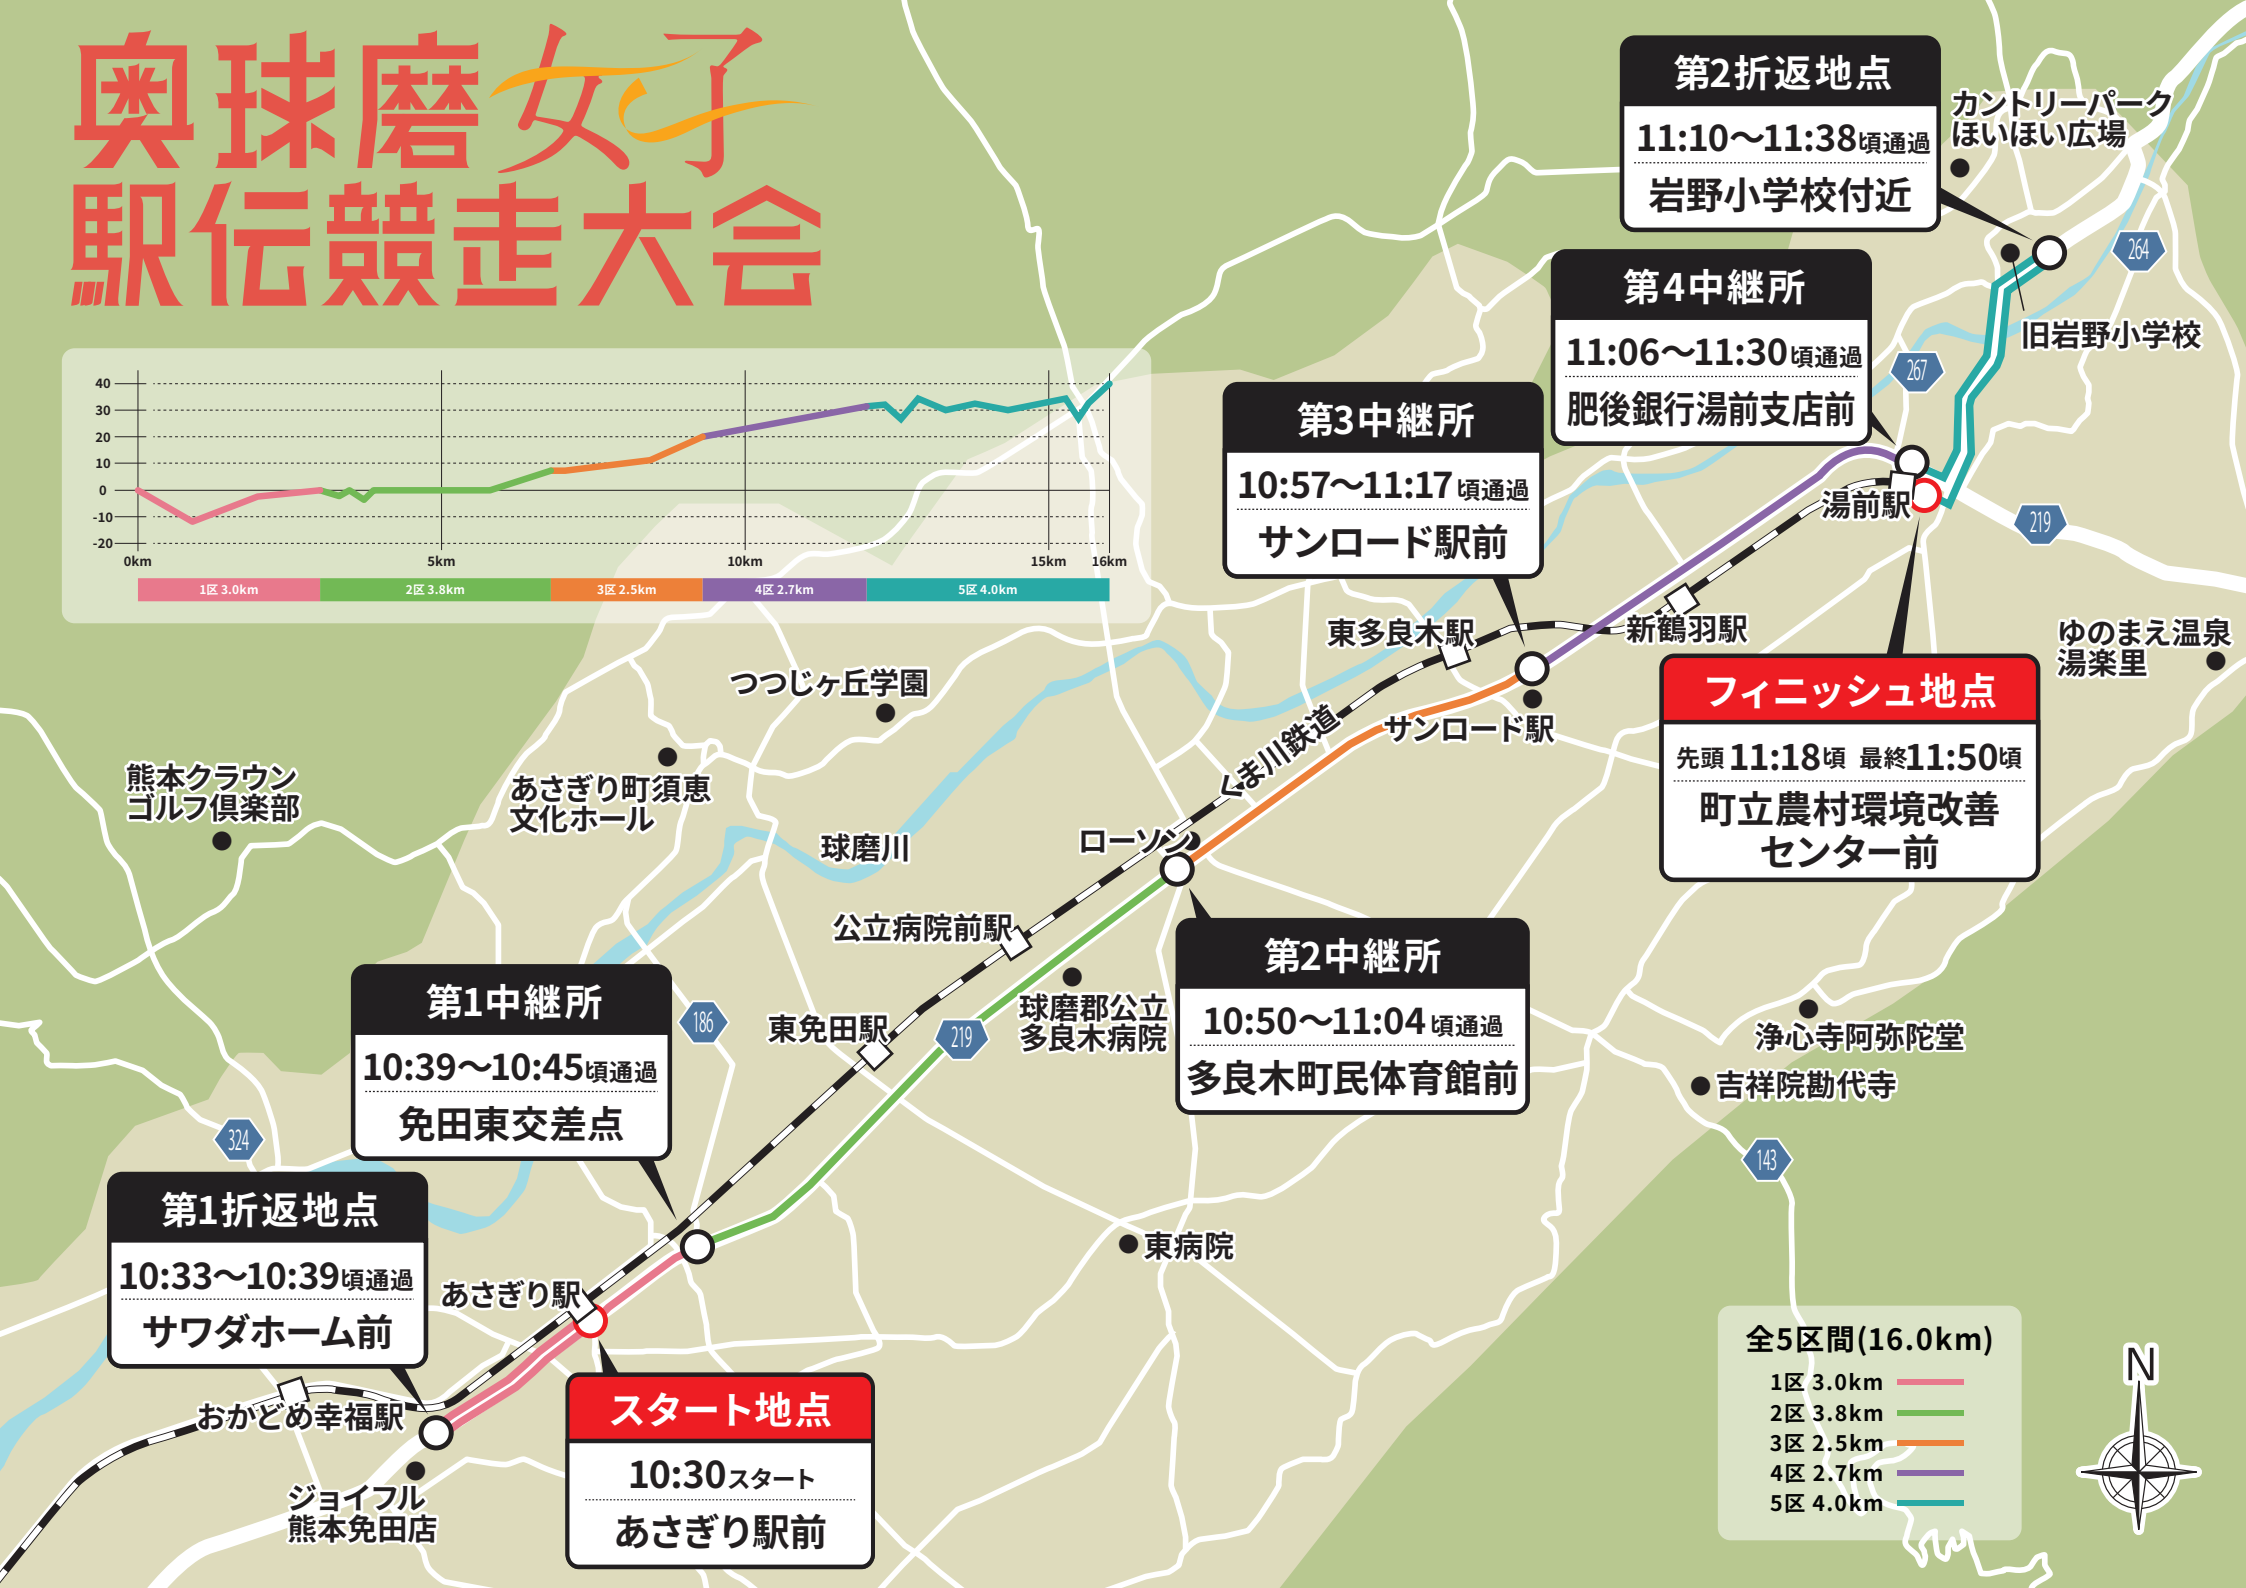 奥球磨女子
駅伝競走大会
40
30
20
10
0
-10
-20
0km
5km
10km
15km
16km
1区 3.0km
2区 3.8km
3区 2.5km
4区 2.7km
5区 4.0km
第2折返地点
11:10〜11:38頃通過
岩野小学校付近
カントリーパーク
ほいほい広場
264
旧岩野小学校
第4中継所
11:06〜11:30頃通過
肥後銀行湯前支店前
267
第3中継所
10:57〜11:17頃通過
サンロード駅前
湯前駅
219
東多良木駅
新鶴羽駅
サンロード駅
くま川鉄道
フィニッシュ地点
先頭 11:18頃 最終11:50頃
町立農村環境改善
センター前
ゆのまえ温泉
湯楽里
つつじヶ丘学園
熊本クラウン
ゴルフ倶楽部
あさぎり町須恵
文化ホール
球磨川
ローソン
公立病院前駅
第2中継所
10:50〜11:04頃通過
多良木町民体育館前
球磨郡公立
多良木病院
第1中継所
10:39〜10:45頃通過
免田東交差点
186
東免田駅
219
浄心寺阿弥陀堂
吉祥院勘代寺
143
324
第1折返地点
10:33〜10:39頃通過
サワダホーム前
東病院
あさぎり駅
おかどめ幸福駅
スタート地点
10:30スタート
あさぎり駅前
ジョイフル
熊本免田店
全5区間(16.0km)
1区 3.0km
2区 3.8km
3区 2.5km
4区 2.7km
5区 4.0km
N